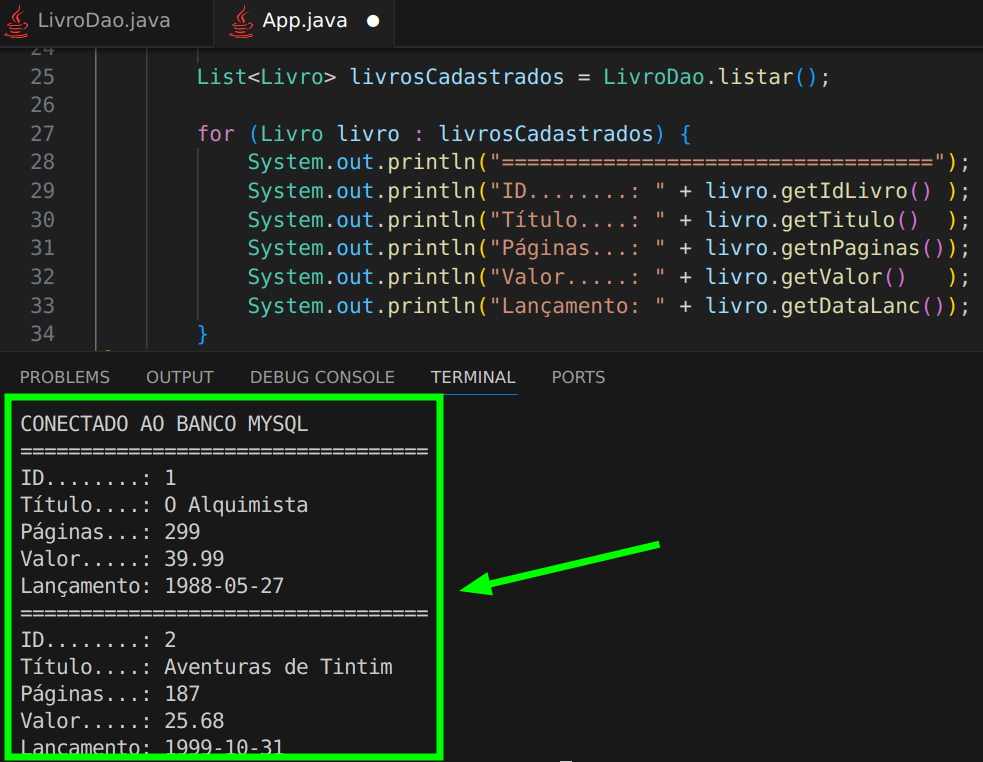 LivroDao.java App.java
24
25 List<Livro> livrosCadastrados = LivroDao.listar();
26
27 for (Livro livro : livrosCadastrados) {
28 System.out.println("==================================");
29 System.out.println("ID........: " + livro.getIdLivro() );
30 System.out.println("Título....: " + livro.getTitulo()  );
31 System.out.println("Páginas...: " + livro.getnPaginas());
32 System.out.println("Valor.....: " + livro.getValor()   );
33 System.out.println("Lançamento: " + livro.getDataLanc());
34 }
PROBLEMS OUTPUT DEBUG CONSOLE TERMINAL PORTS
CONECTADO AO BANCO MYSQL
==================================
ID........: 1
Título....: O Alquimista
Páginas...: 299
Valor.....: 39.99
Lançamento: 1988-05-27
==================================
ID........: 2
Título....: Aventuras de Tintim
Páginas...: 187
Valor.....: 25.68
Lançamento: 1999-10-31